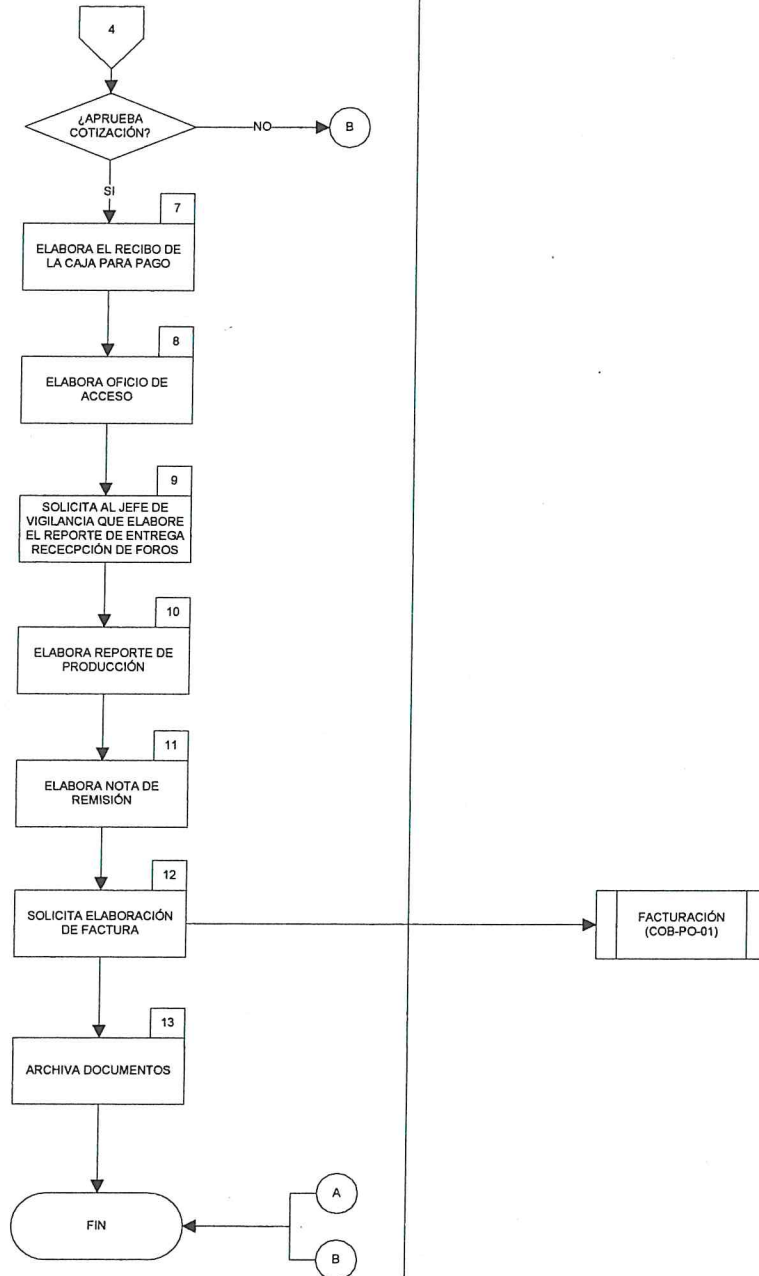 4
¿APRUEBA
COTIZACIÓN?
NO
B
SI
7
ELABORA EL RECIBO DE
LA CAJA PARA PAGO
8
ELABORA OFICIO DE
ACCESO
9
SOLICITA AL JEFE DE
VIGILANCIA QUE ELABORE
EL REPORTE DE ENTREGA
RECECPCIÓN DE FOROS
10
ELABORA REPORTE DE
PRODUCCIÓN
11
ELABORA NOTA DE
REMISIÓN
12
SOLICITA ELABORACIÓN
DE FACTURA
FACTURACIÓN
(COB-PO-01)
13
ARCHIVA DOCUMENTOS
A
FIN
B